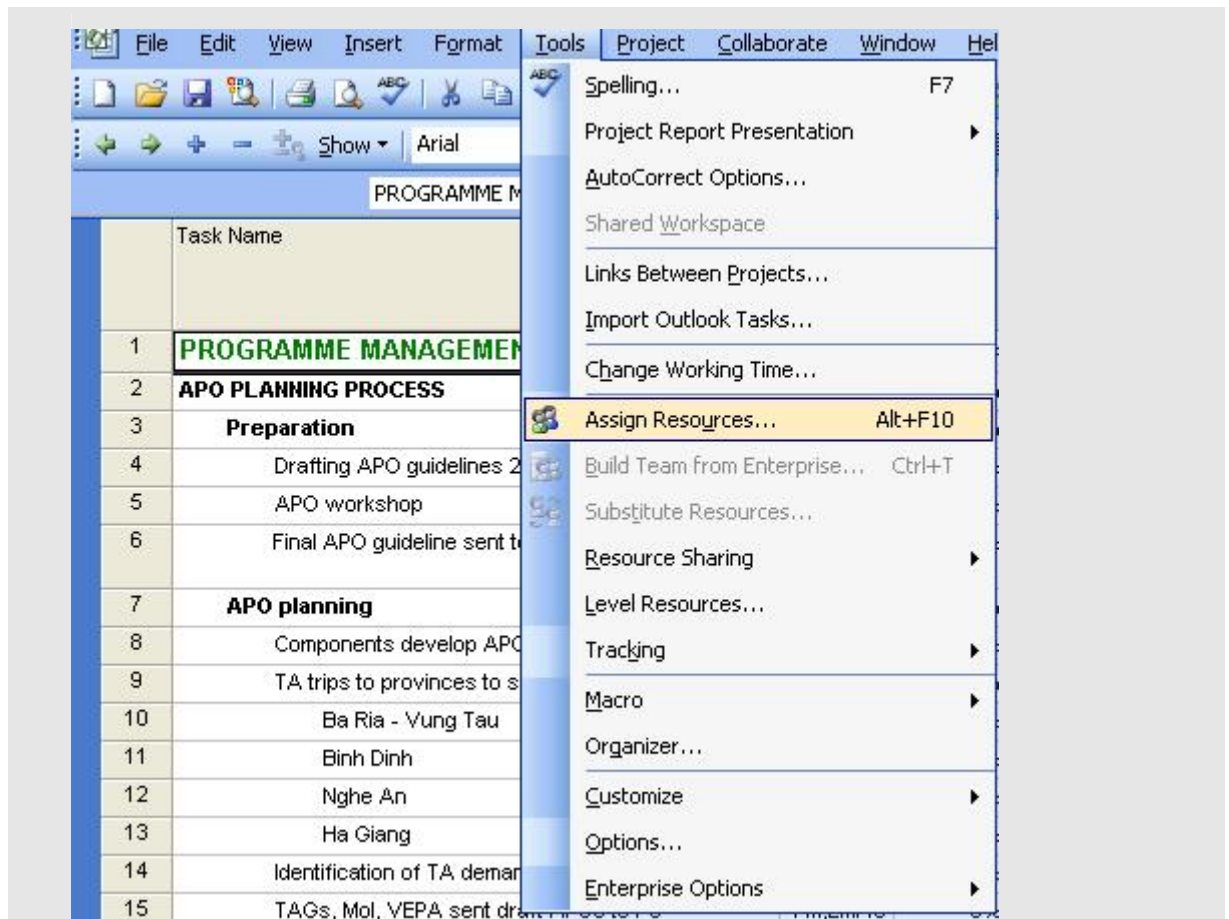 File Edit View Insert Format Tools Project Collaborate Window Hel
ABC Show Arial
PROGRAMME M
Task Name
1 PROGRAMME MANAGEMEN
2 APO PLANNING PROCESS
3 Preparation
4 Drafting APO guidelines 2
5 APO workshop
6 Final APO guideline sent t
7 APO planning
8 Components develop APO
9 TA trips to provinces to s
10 Ba Ria - Vung Tau
11 Binh Dinh
12 Nghe An
13 Ha Giang
14 Identification of TA deman
15 TAGs, MoI, VEPA sent
ABC Spelling... F7
Project Report Presentation
AutoCorrect Options...
Shared Workspace
Links Between Projects...
Import Outlook Tasks...
Change Working Time...
Assign Resources... Alt+F10
Build Team from Enterprise... Ctrl+T
Substitute Resources...
Resource Sharing
Level Resources...
Tracking
Macro
Organizer...
Customize
Options...
Enterprise Options